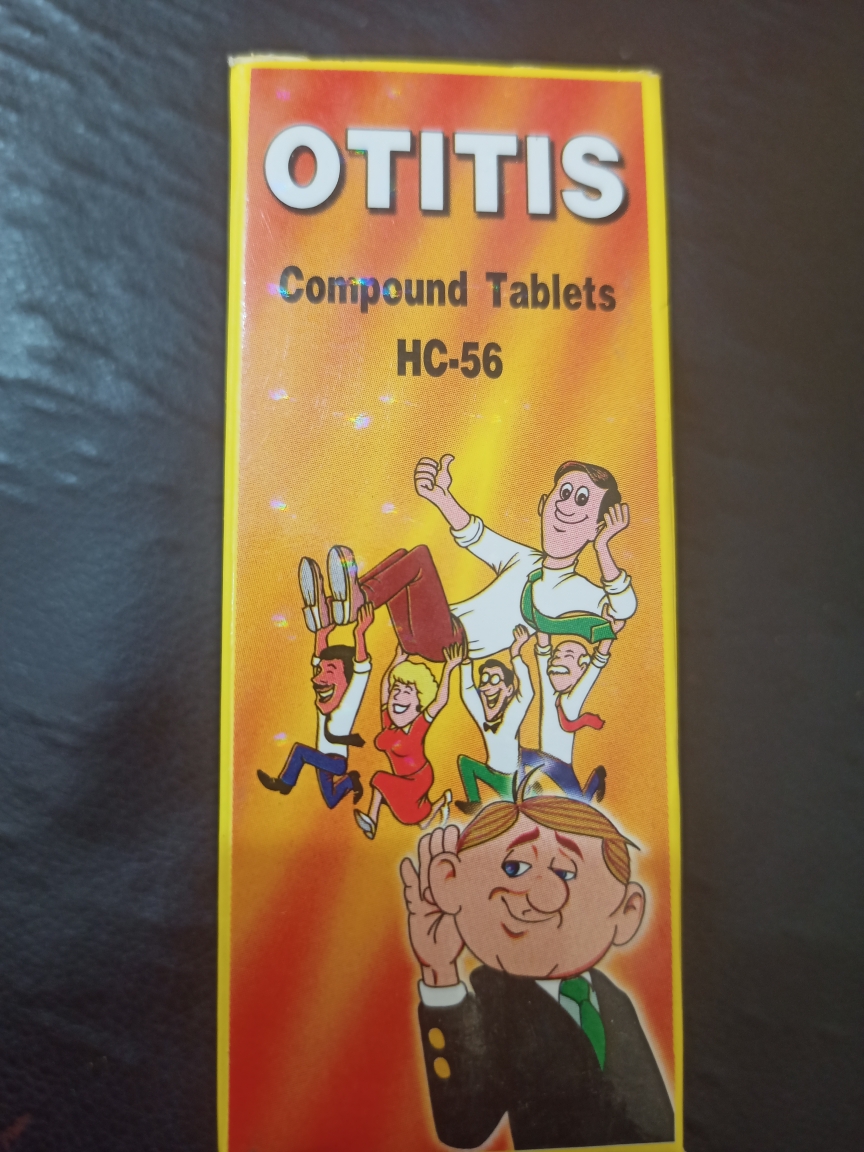 OTITIS
Compound Tablets
HC-56